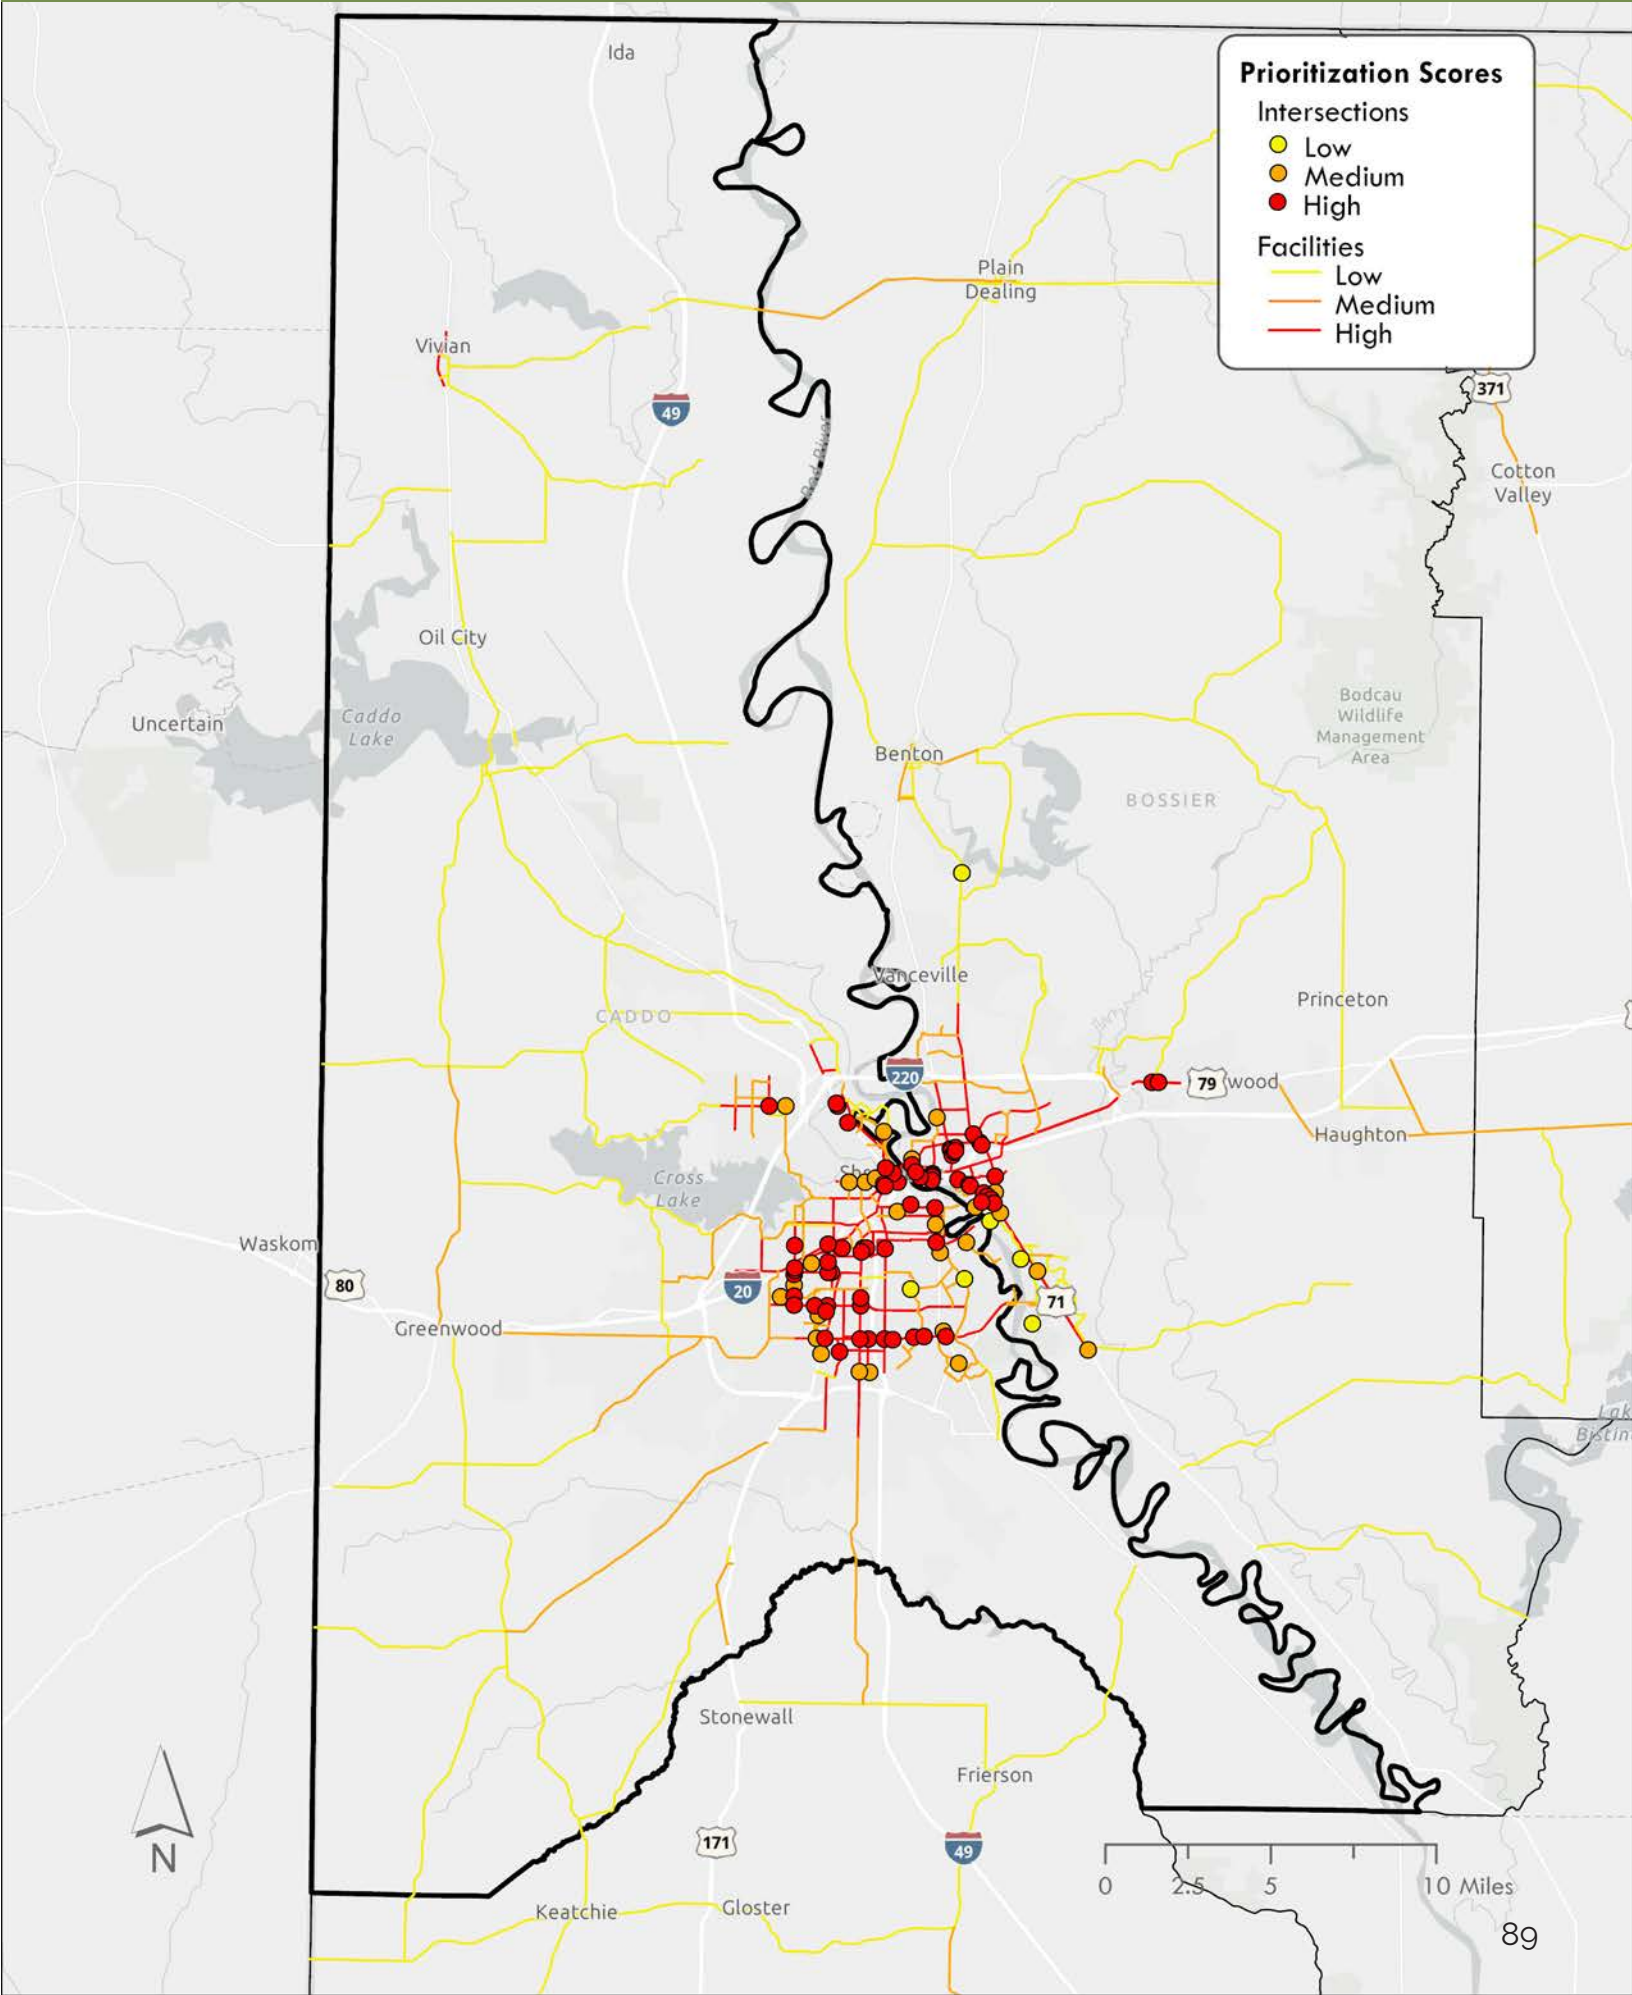 Ida
Prioritization Scores
Intersections
Low
Medium
High
Facilities
Low
Medium
High
Plain
Dealing
Vivian
371
49
Red River
Cotton
Valley
Oil City
Bodcau
Wildlife
Management
Area
Uncertain
Caddo
Lake
Benton
BOSSIER
Vanceville
Princeton
CADDO
220
79
wood
Haughton
Cross
Lake
Waskom
80
20
71
Greenwood
Stonewall
Frierson
N
171
49
0
2.5
5
10 Miles
Keatchie
Gloster
89